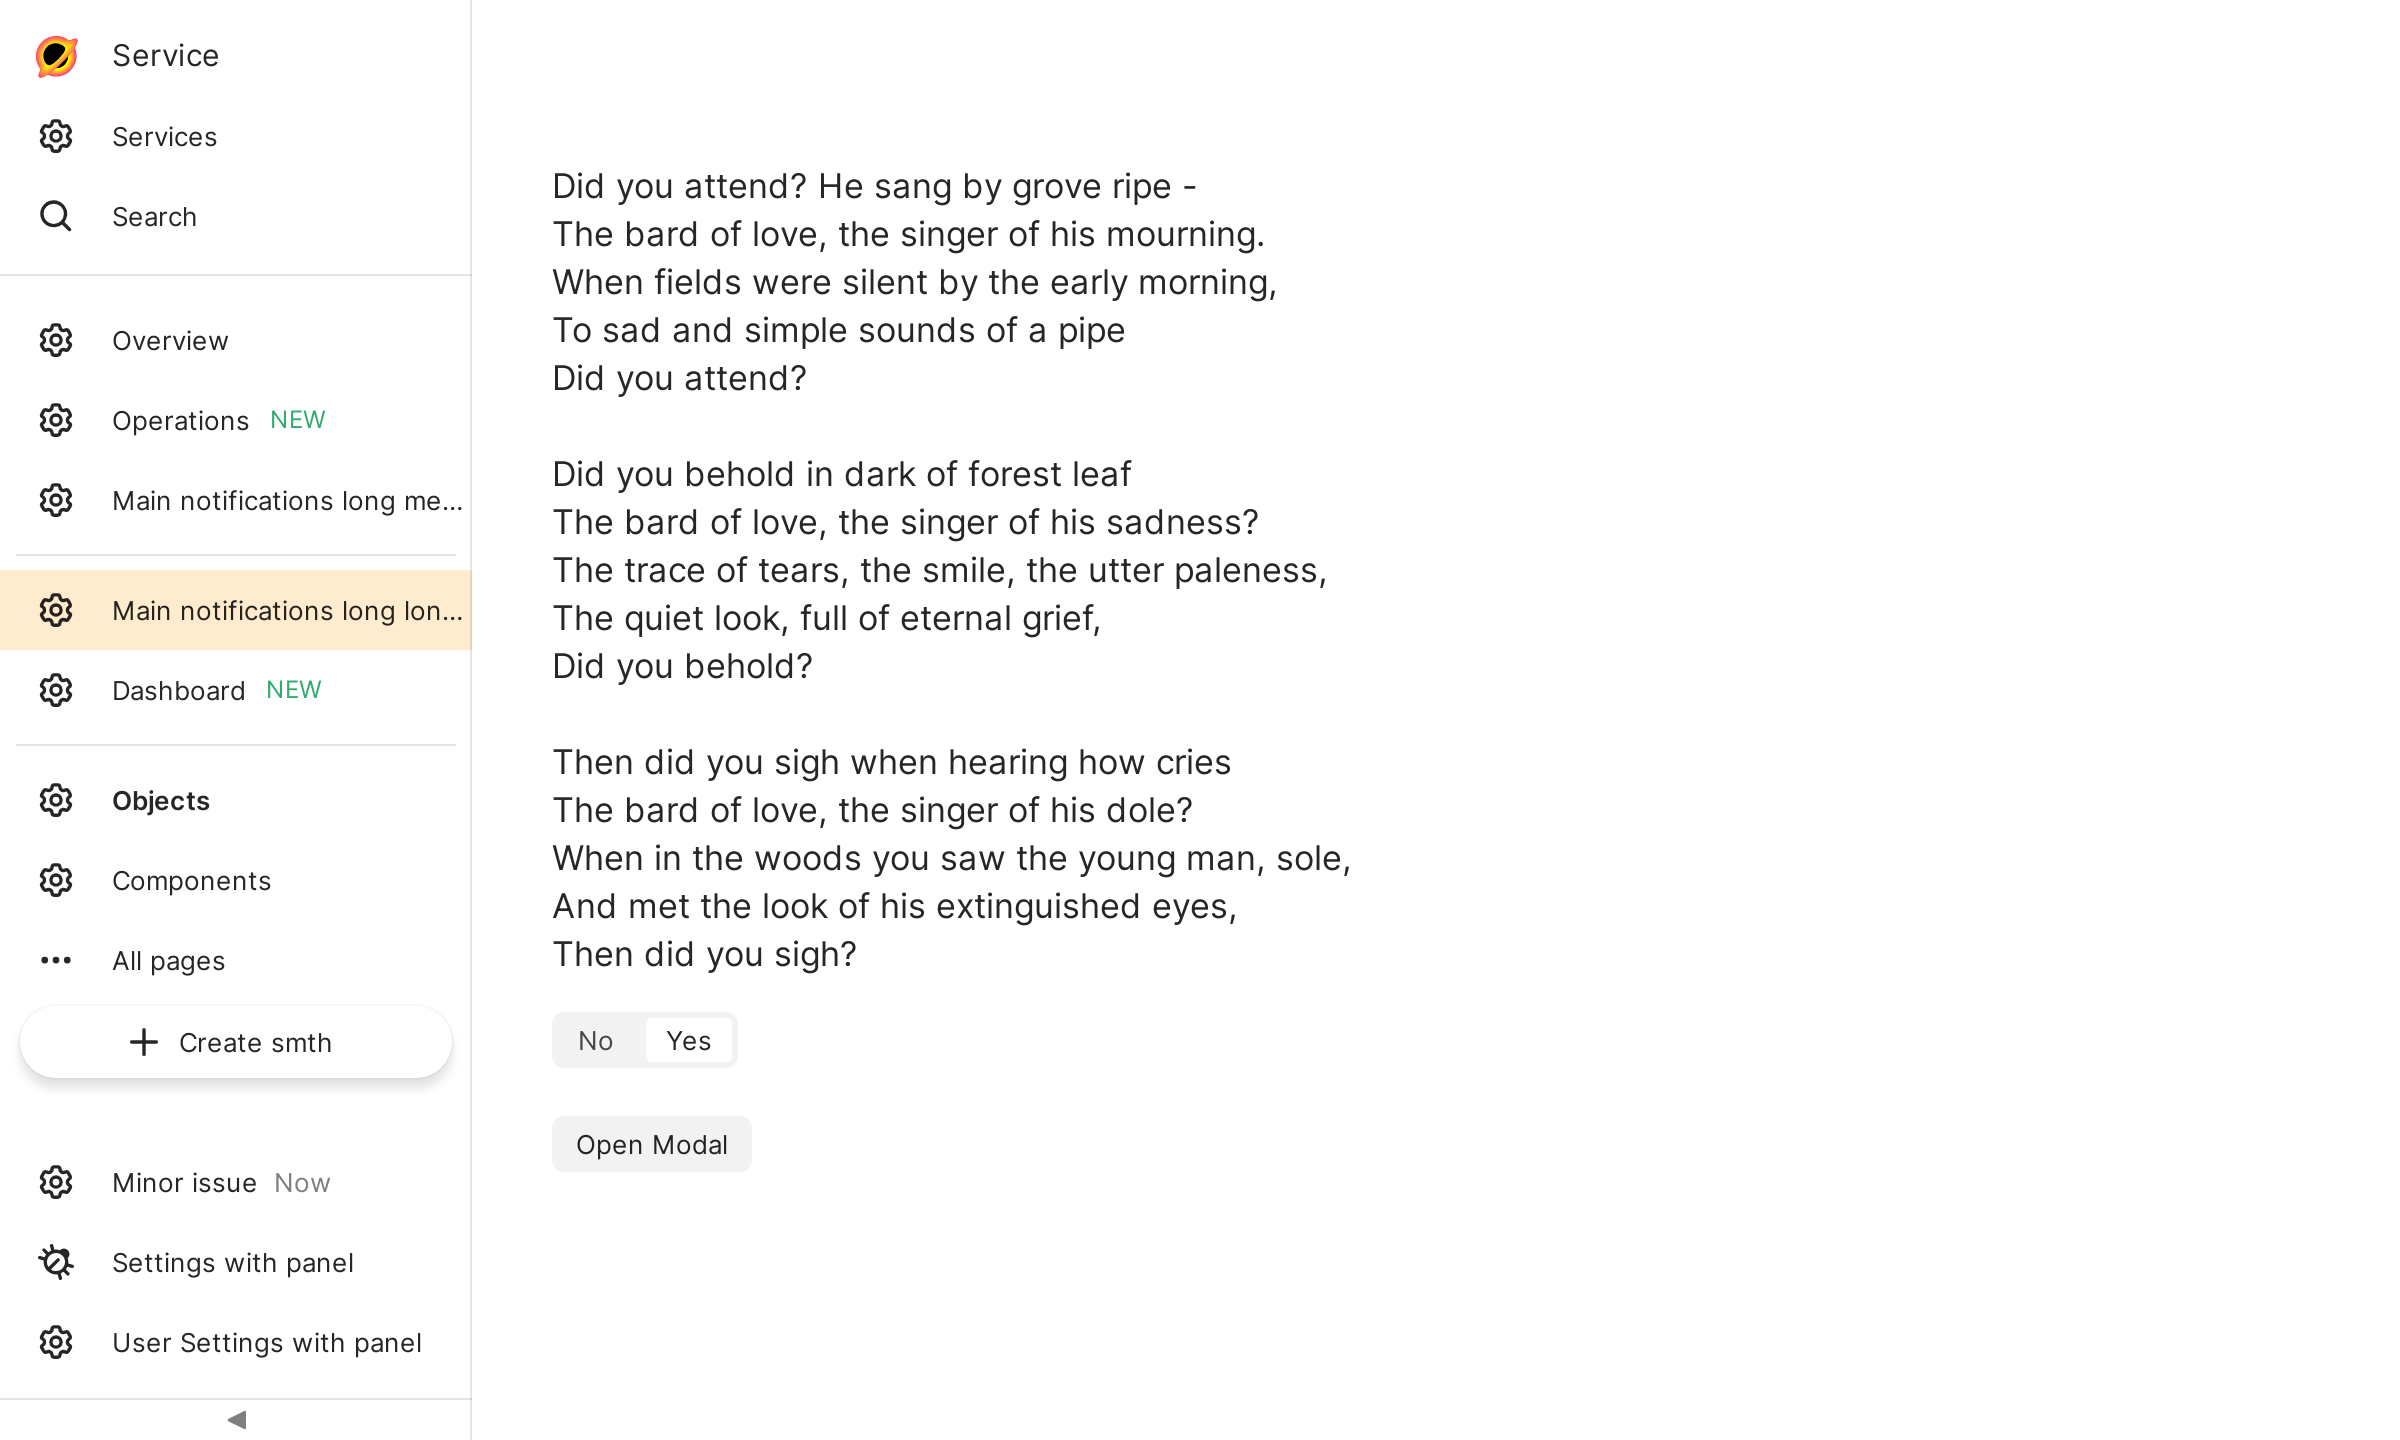 Service
Services
Search
Overview
Operations NEW
Main notifications long me...
Main notifications long lon...
Dashboard NEW
Objects
Components
All pages
Create smth
Minor issue Now
Settings with panel
User Settings with panel
Did you attend? He sang by grove ripe -
The bard of love, the singer of his mourning.
When fields were silent by the early morning,
To sad and simple sounds of a pipe
Did you attend?
Did you behold in dark of forest leaf
The bard of love, the singer of his sadness?
The trace of tears, the smile, the utter paleness,
The quiet look, full of eternal grief,
Did you behold?
Then did you sigh when hearing how cries
The bard of love, the singer of his dole?
When in the woods you saw the young man, sole,
And met the look of his extinguished eyes,
Then did you sigh?
No Yes
Open Modal